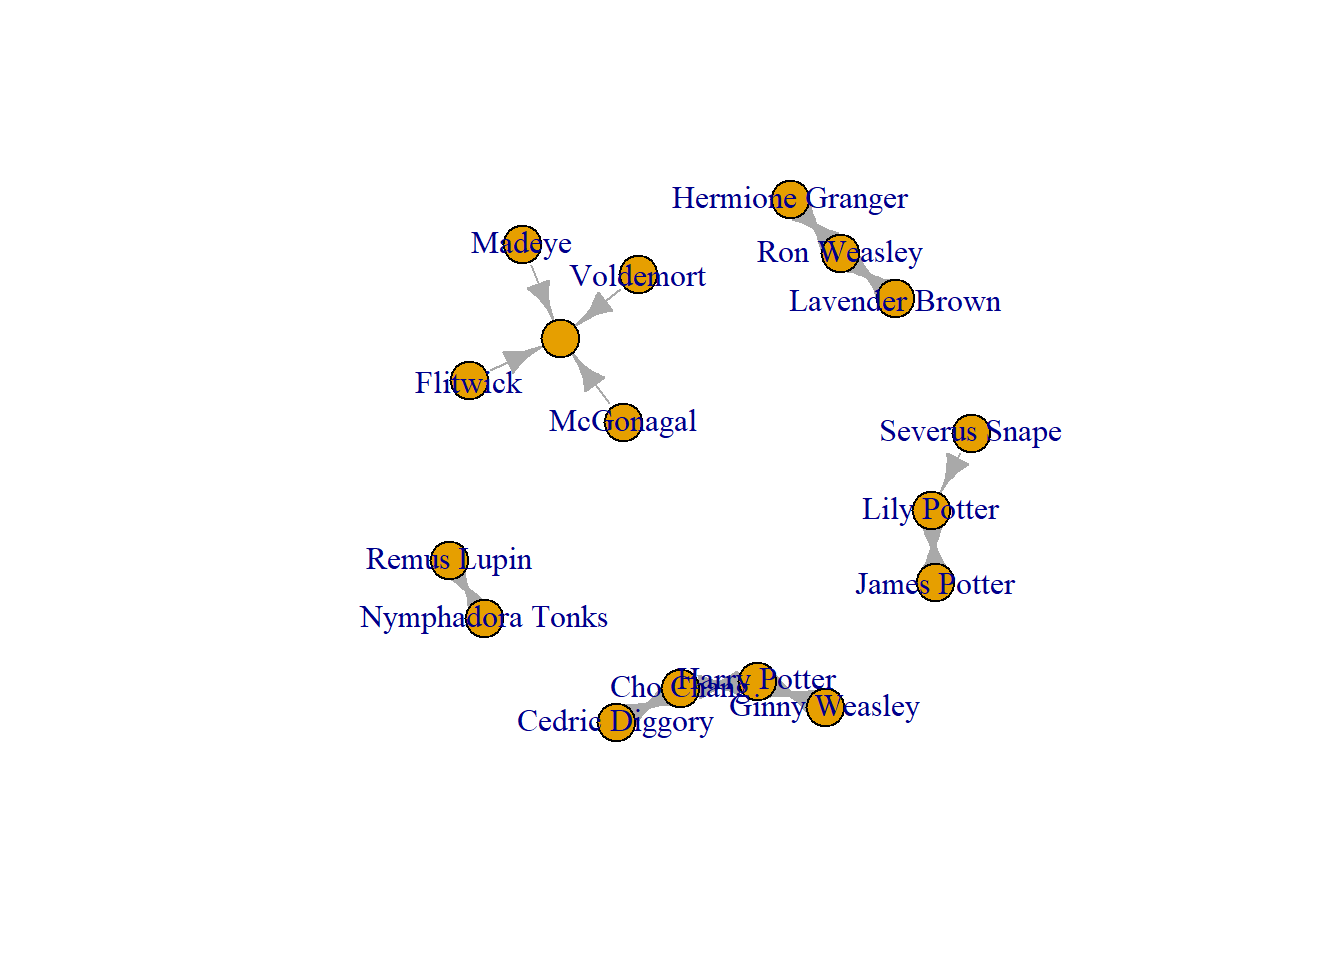 Hermione Granger
Madeye
Ron Weasley
Voldemort
Lavender Brown
Flitwick
McGonagal
Severus Snape
Lily Potter
Remus Lupin
James Potter
Nymphadora Tonks
Harry Potter
Cho Chang
Ginny Weasley
Cedric Diggory